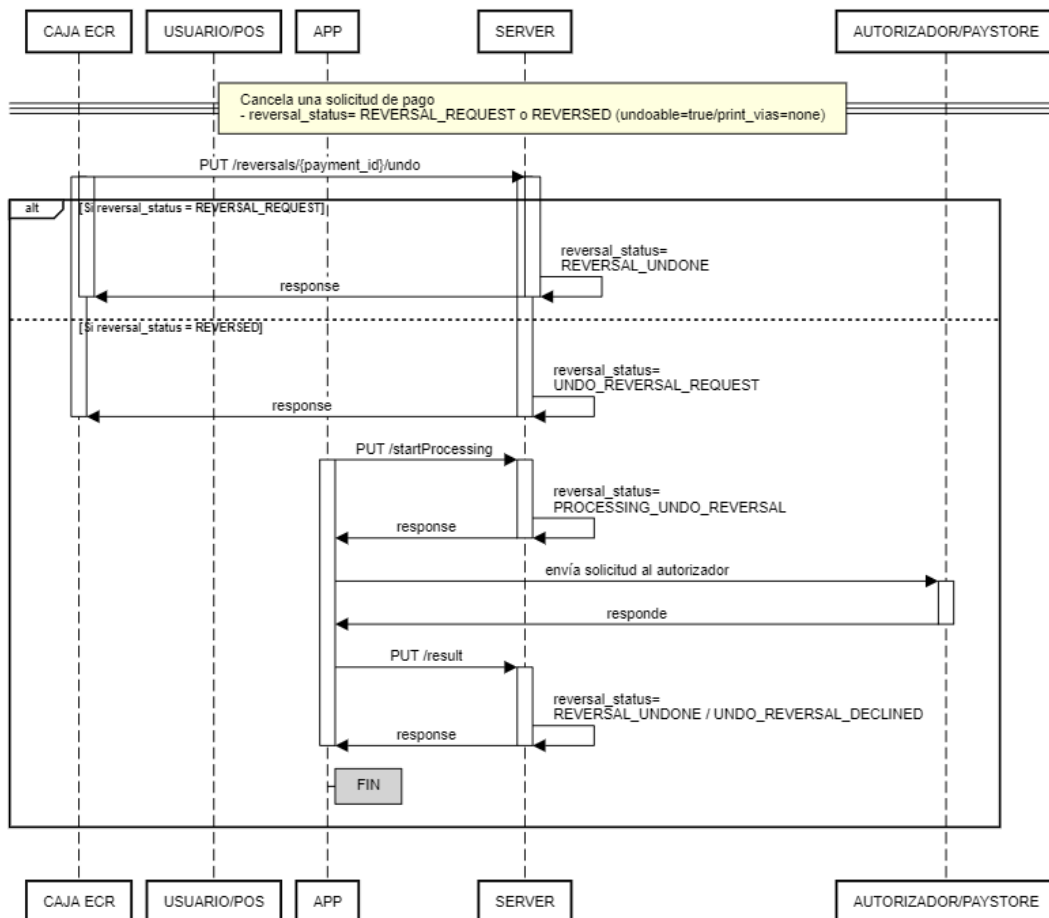 CAJA ECR
USUARIO/POS
APP
SERVER
AUTORIZADOR/PAYSTORE
Cancela una solicitud de pago
- reversal_status= REVERSAL_REQUEST o REVERSED (undoable=true/print_vias=none)
PUT /reversals/{payment_id}/undo
alt
[Si reversal_status = REVERSAL_REQUEST]
reversal_status=
REVERSAL_UNDONE
response
[Si reversal_status = REVERSED]
reversal_status=
UNDO_REVERSAL_REQUEST
response
PUT /startProcessing
reversal_status=
PROCESSING_UNDO_REVERSAL
response
envía solicitud al autorizador
responde
PUT /result
reversal_status=
REVERSAL_UNDONE / UNDO_REVERSAL_DECLINED
response
FIN
CAJA ECR
USUARIO/POS
APP
SERVER
AUTORIZADOR/PAYSTORE